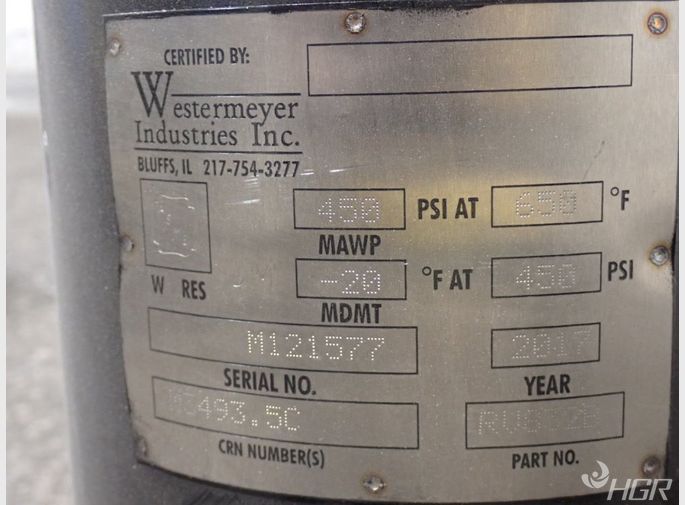 CERTIFIED BY:
Westermeyer
Industries Inc.
BLUFFS, IL 217-754-3277
W RES
450 PSI AT 650 °F
MAWP
-20 °F AT 450 PSI
MDMT
M121577 2017
SERIAL NO. YEAR
CRN NUMBER(S) PART NO.
HGR